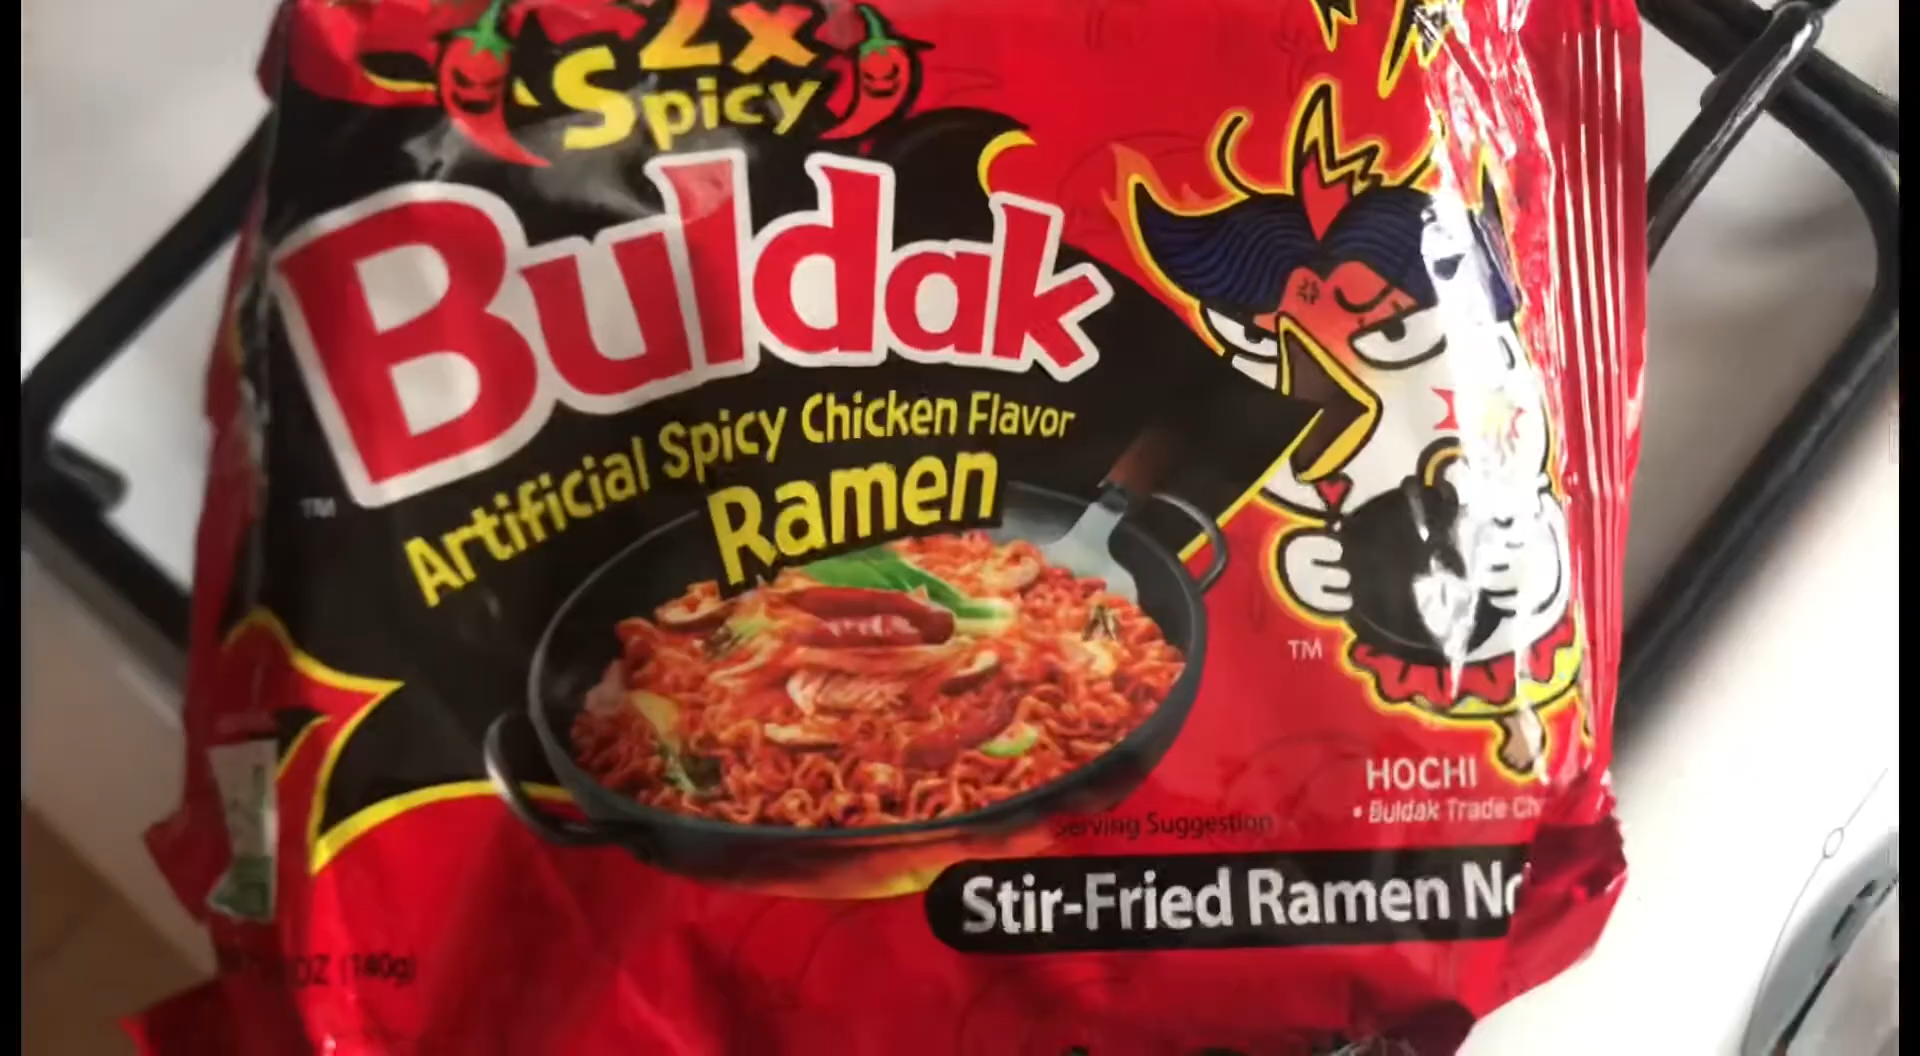 2x
Spicy
Buldak
TM
Artificial Spicy Chicken Flavor
Ramen
TM
HOCHI
• Buldak Trade
Serving Suggestion
Stir-Fried Ramen
OZ (140g)